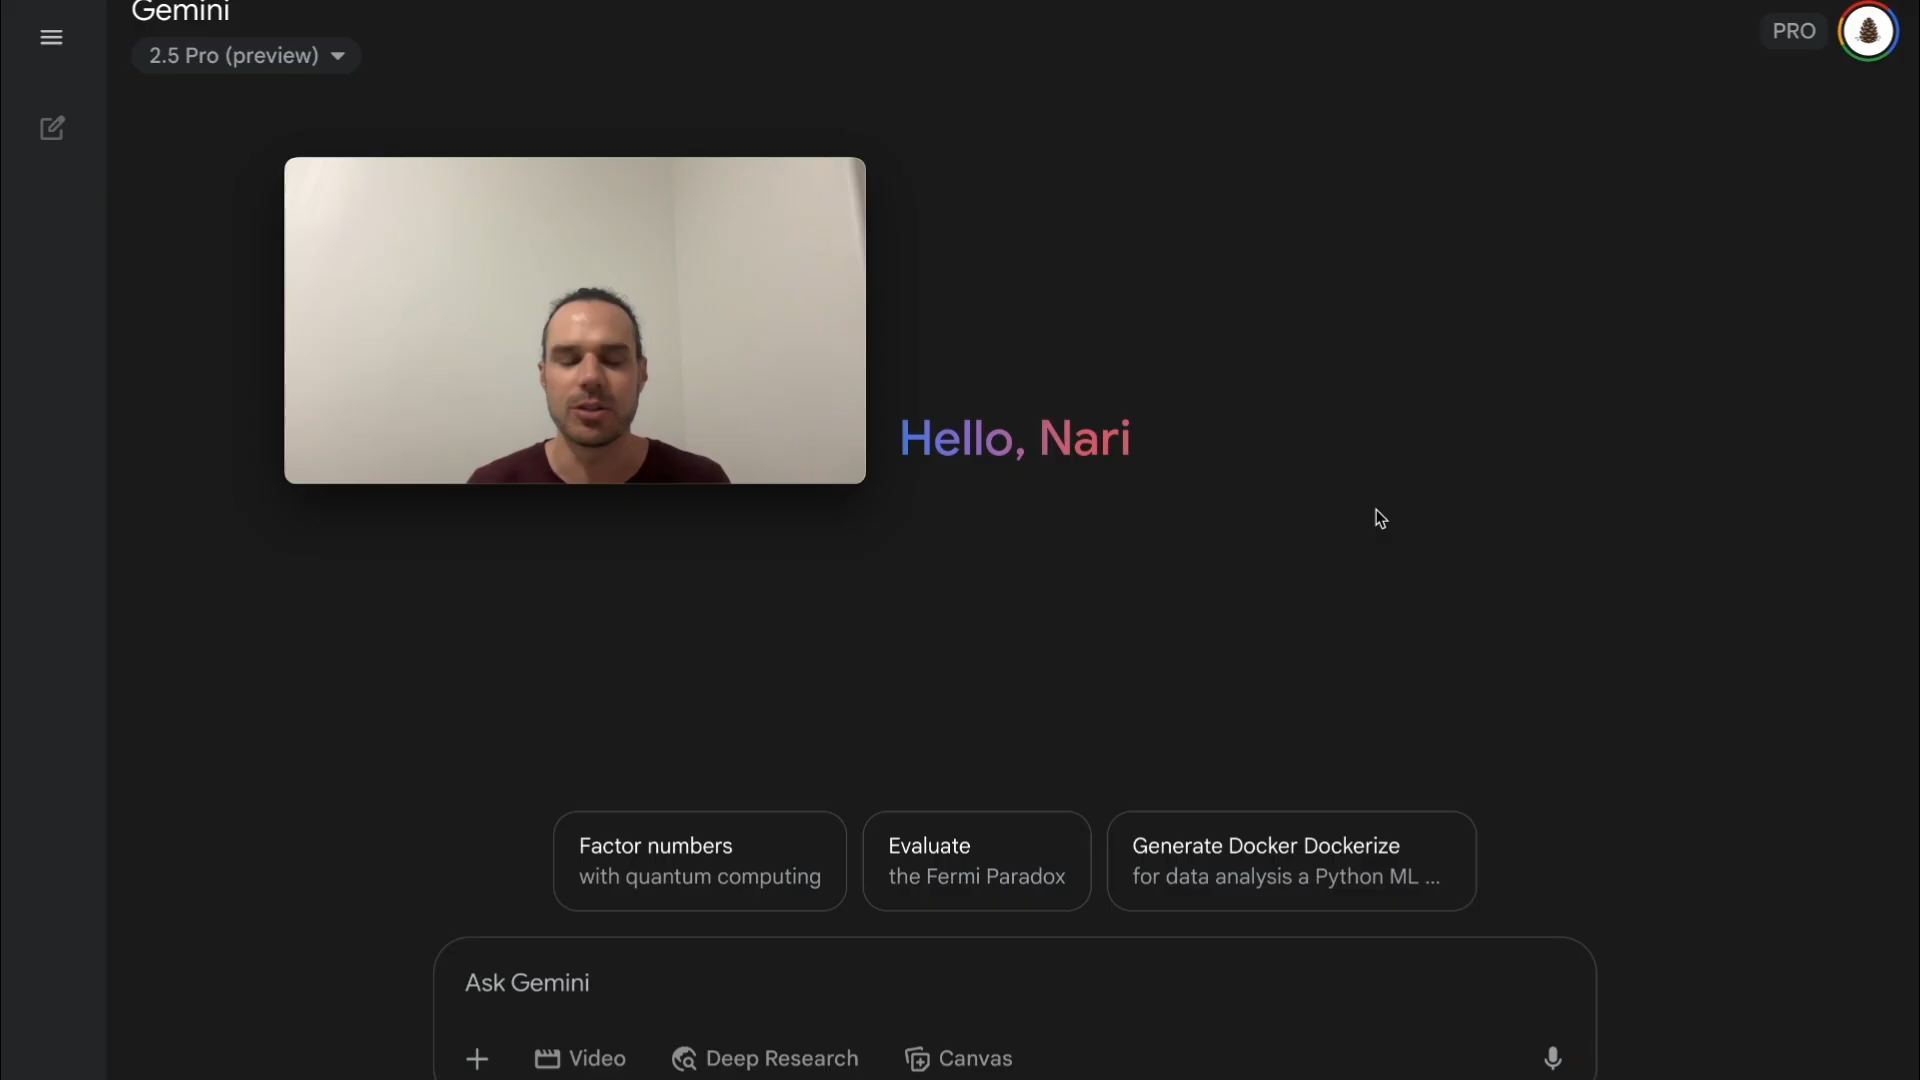 Gemini
2.5 Pro (preview)
PRO
Hello, Nari
Factor numbers
with quantum computing
Evaluate
the Fermi Paradox
Generate Docker Dockerize
for data analysis a Python ML ...
Ask Gemini
Video
Deep Research
Canvas